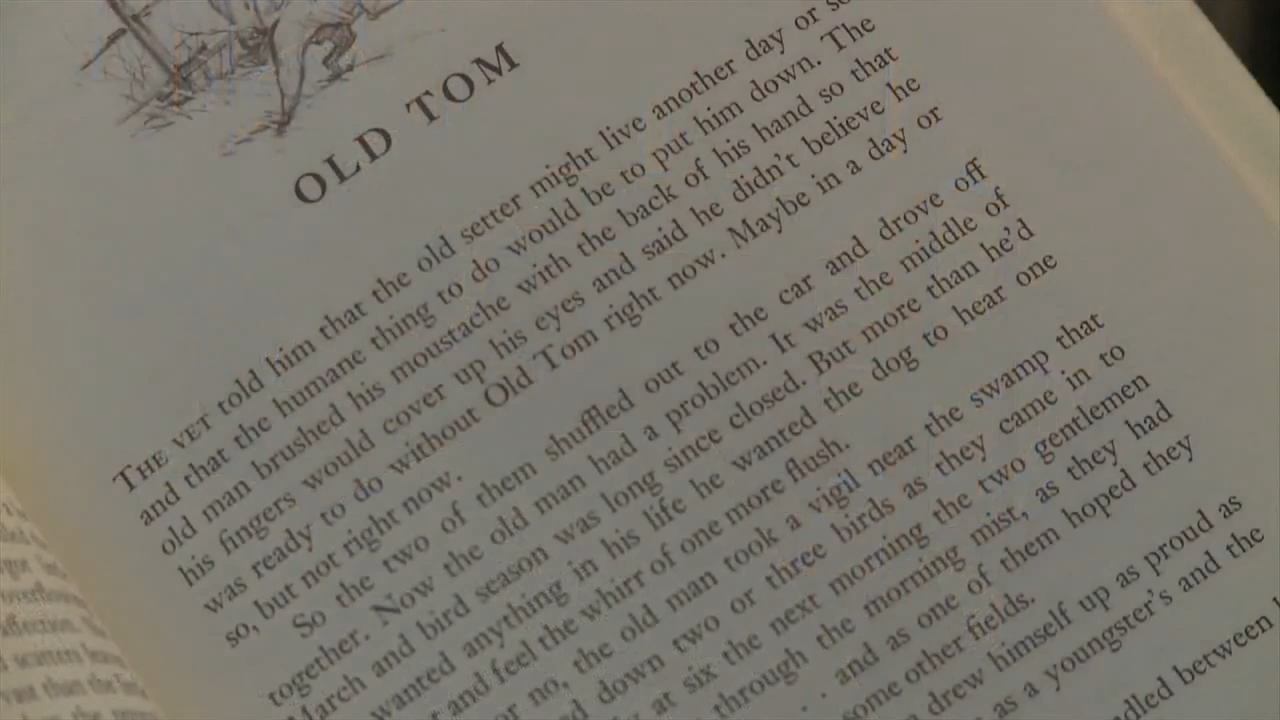 OLD TOM
THE VET told him that the old setter might live another day or so
and that the humane thing to do would be to put him down. The
old man brushed his moustache with the back of his hand so that
his fingers would cover up his eyes and said he didn't believe he
was ready to do without Old Tom right now. Maybe in a day or
so, but not right now.
So the two of them shuffled out to the car and drove off
together. Now the old man had a problem. It was the middle of
March and bird season was long since closed. But more than he'd
wanted anything in his life he wanted the dog to hear one
and feel the whirr of one more flush.
or no, the old man took a vigil near the swamp that
down two or three birds as they came in to
at six the next morning the two gentlemen
through the morning mist, as they had
and as one of them hoped they
some other fields.
drew himself up as proud as
as a youngster's and the
between